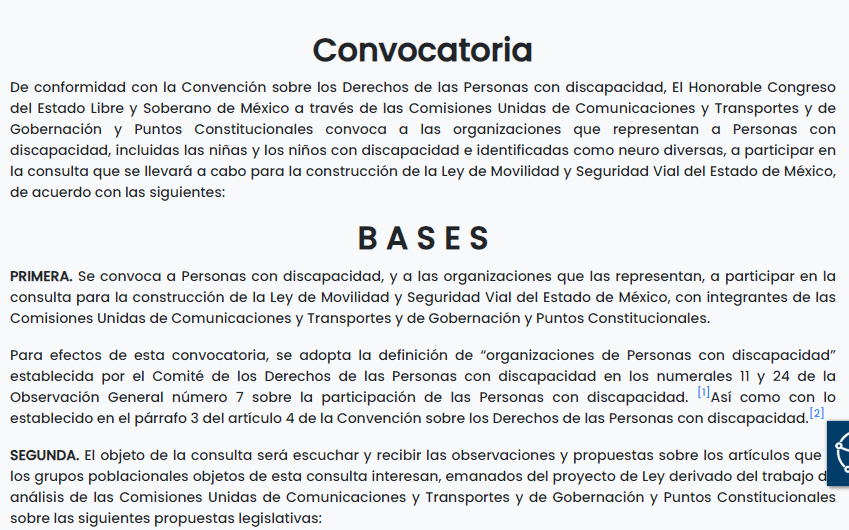 Convocatoria
De conformidad con la Convención sobre los Derechos de las Personas con discapacidad, El Honorable Congreso
del Estado Libre y Soberano de México a través de las Comisiones Unidas de Comunicaciones y Transportes y de
Gobernación y Puntos Constitucionales convoca a las organizaciones que representan a Personas con
discapacidad, incluidas las niñas y los niños con discapacidad e identificadas como neuro diversas, a participar en
la consulta que se llevará a cabo para la construcción de la Ley de Movilidad y Seguridad Vial del Estado de México,
de acuerdo con las siguientes:
B A S E S
PRIMERA. Se convoca a Personas con discapacidad, y a las organizaciones que las representan, a participar en la
consulta para la construcción de la Ley de Movilidad y Seguridad Vial del Estado de México, con integrantes de las
Comisiones Unidas de Comunicaciones y Transportes y de Gobernación y Puntos Constitucionales.
Para efectos de esta convocatoria, se adopta la definición de “organizaciones de Personas con discapacidad”
establecida por el Comité de los Derechos de las Personas con discapacidad en los numerales 11 y 24 de la
Observación General número 7 sobre la participación de las Personas con discapacidad. [1]Así como con lo
establecido en el párrafo 3 del artículo 4 de la Convención sobre los Derechos de las Personas con discapacidad.[2]
SEGUNDA. El objeto de la consulta será escuchar y recibir las observaciones y propuestas sobre los artículos que
los grupos poblacionales objetos de esta consulta interesan, emanados del proyecto de Ley derivado del trabajo
análisis de las Comisiones Unidas de Comunicaciones y Transportes y de Gobernación y Puntos Constitucionales
sobre las siguientes propuestas legislativas: